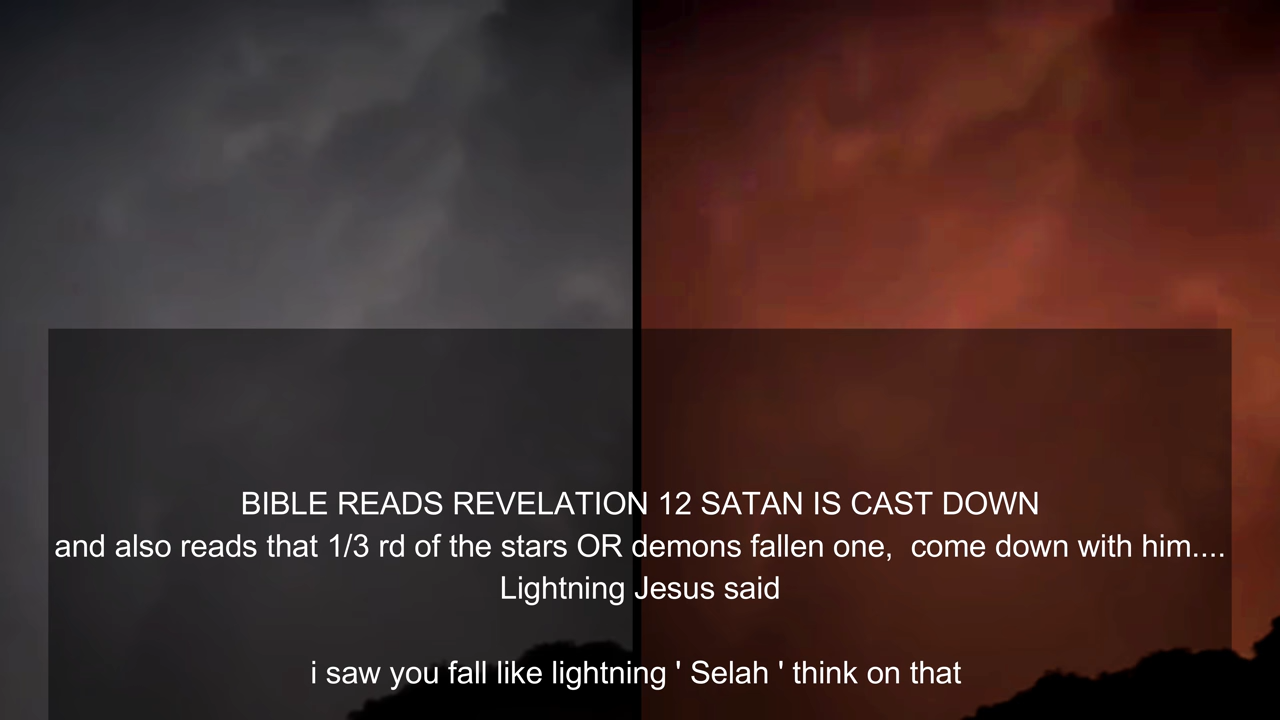 BIBLE READS REVELATION 12 SATAN IS CAST DOWN
and also reads that 1/3 rd of the stars OR demons fallen one,  come down with him....
Lightning Jesus said
i saw you fall like lightning ' Selah ' think on that